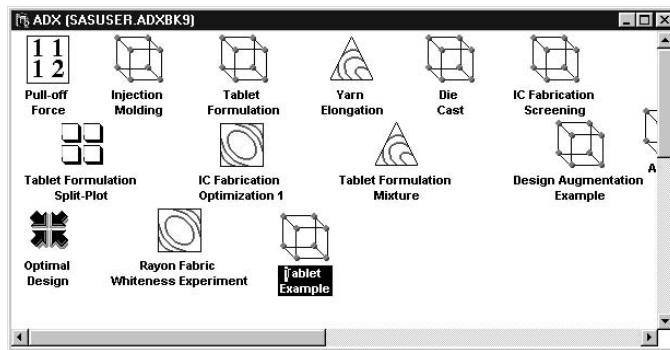 ADX (SASUSER.ADXBK9)
1 1
1 2
Pull-off
Force
Injection
Molding
Tablet
Formulation
Yarn
Elongation
Die
Cast
IC Fabrication
Screening
Tablet Formulation
Split-Plot
IC Fabrication
Optimization 1
Tablet Formulation
Mixture
Design Augmentation
Example
A
Optimal
Design
Rayon Fabric
Whiteness Experiment
Tablet
Example